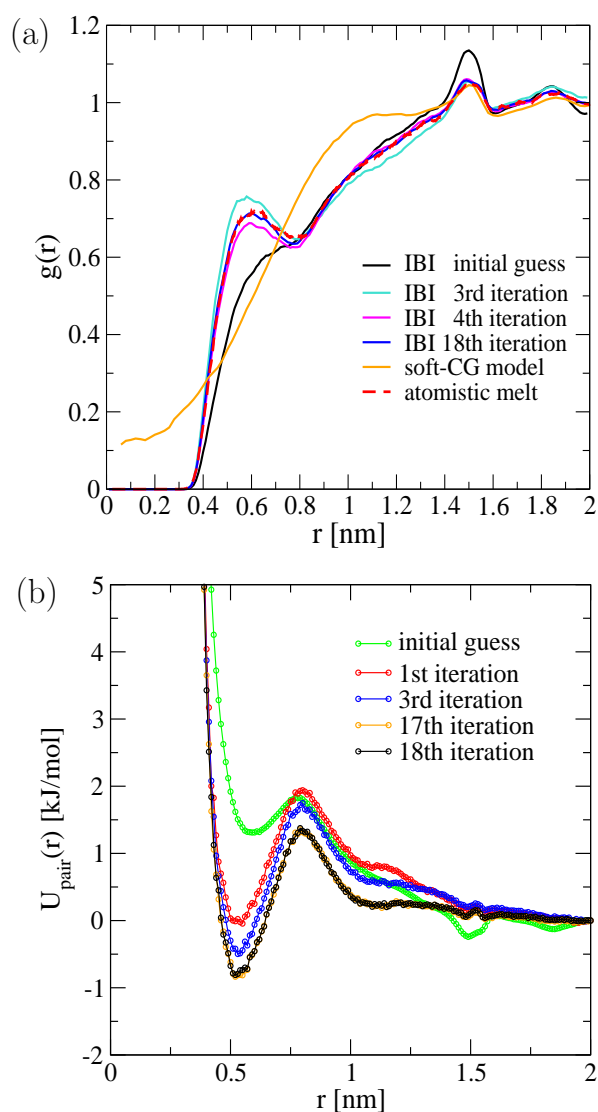 (a)
1.2
1
0.8
0.6
0.4
0.2
0
g(r)
IBI initial guess
IBI 3rd iteration
IBI 4th iteration
IBI 18th iteration
soft-CG model
atomistic melt
0 0.2 0.4 0.6 0.8 1 1.2 1.4 1.6 1.8 2
r [nm]
(b)
5
4
3
2
1
0
-1
-2
U_pair(r) [kJ/mol]
initial guess
1st iteration
3rd iteration
17th iteration
18th iteration
0 0.5 1 1.5 2
r [nm]